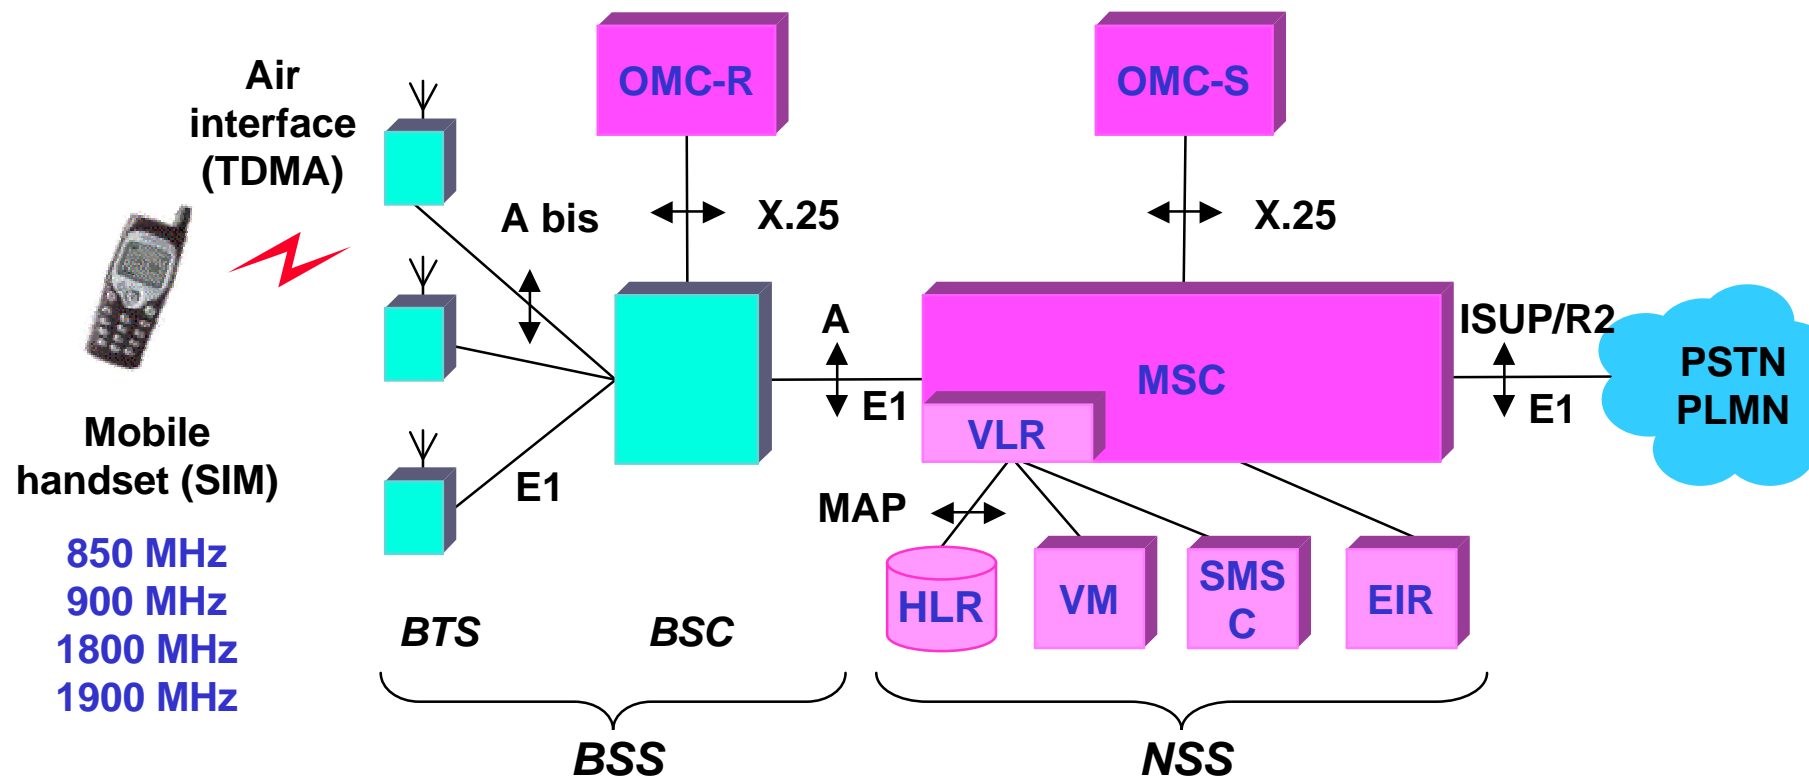 OMC-R
OMC-S
Air
interface
(TDMA)
A bis
X.25
X.25
A
E1
MSC
VLR
ISUP/R2
E1
PSTN
PLMN
Mobile
handset (SIM)
E1
MAP
850 MHz
900 MHz
1800 MHz
1900 MHz
HLR
VM
SMS
C
EIR
BTS
BSC
BSS
NSS